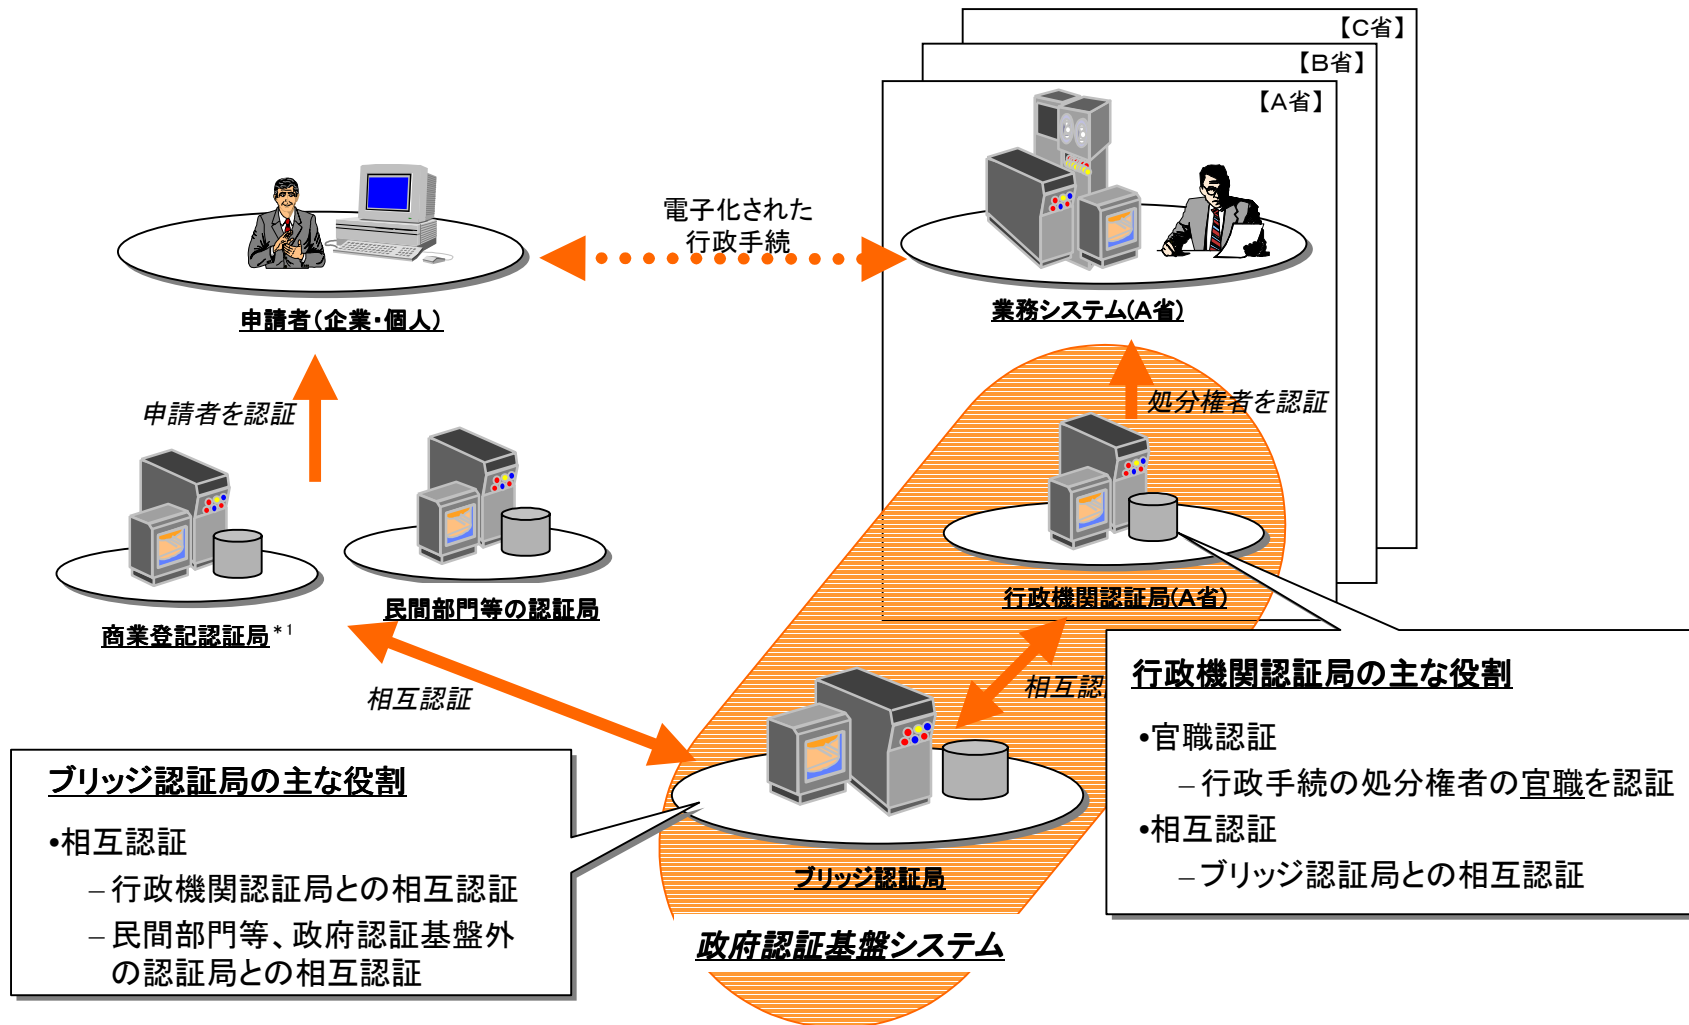 【C省】
【B省】
【A省】
電子化された
行政手続
申請者(企業・個人)
業務システム(A省)
申請者を認証
処分権者を認証
民間部門等の認証局
商業登記認証局*1
行政機関認証局(A省)
相互認証
相互認
行政機関認証局の主な役割
•官職認証
–行政手続の処分権者の官職を認証
•相互認証
–ブリッジ認証局との相互認証
ブリッジ認証局の主な役割
•相互認証
–行政機関認証局との相互認証
–民間部門等、政府認証基盤外
の認証局との相互認証
ブリッジ認証局
政府認証基盤システム